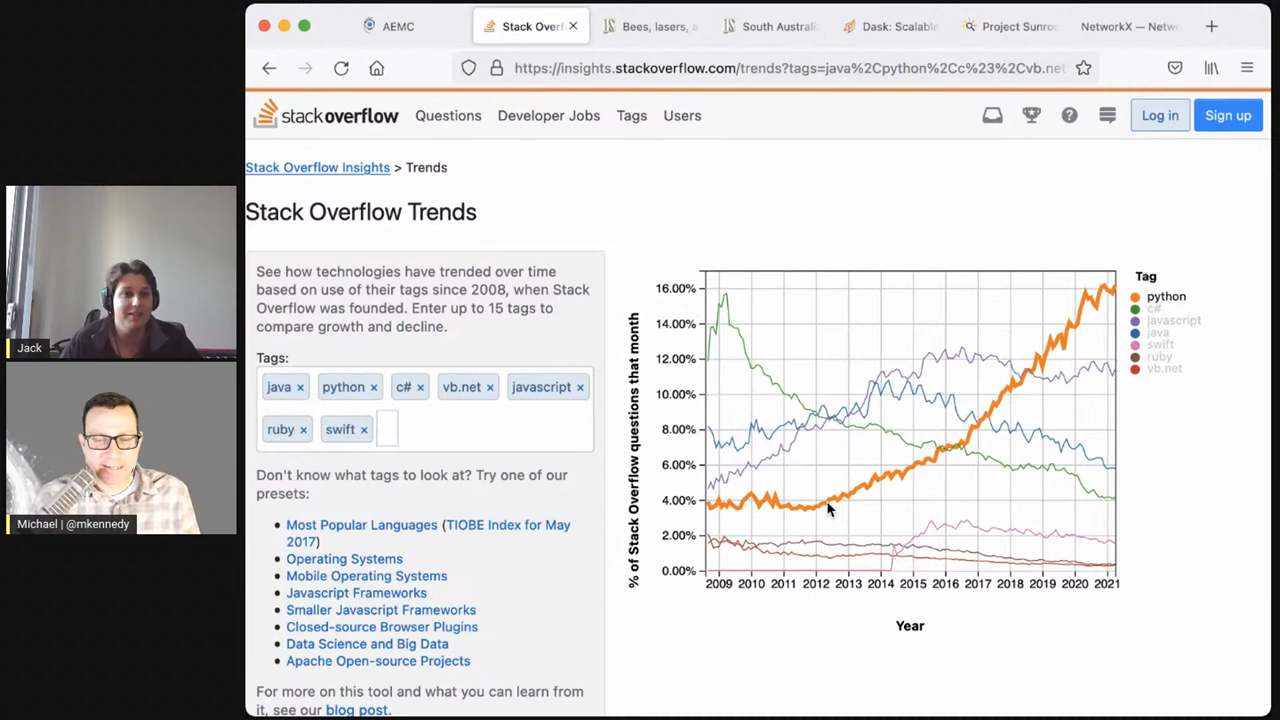 AEMC
Stack Overf
Bees, lasers, a
South Australi
Dask: Scalable
Project Sunroo
NetworkX — Netw
https://insights.stackoverflow.com/trends?tags=java%2Cpython%2Cc%23%2Cvb.net
stackoverflow
Questions
Developer Jobs
Tags
Users
Log in
Sign up
Stack Overflow Insights > Trends
Stack Overflow Trends
See how technologies have trended over time
based on use of their tags since 2008, when Stack
Overflow was founded. Enter up to 15 tags to
compare growth and decline.
Tags:
java × python × c# × vb.net × javascript ×
ruby × swift ×
Don't know what tags to look at? Try one of our
presets:
• Most Popular Languages (TIOBE Index for May
2017)
• Operating Systems
• Mobile Operating Systems
• Javascript Frameworks
• Smaller Javascript Frameworks
• Closed-source Browser Plugins
• Data Science and Big Data
• Apache Open-source Projects
For more on this tool and what you can learn from
it, see our blog post.
% of Stack Overflow questions that month
16.00%
14.00%
12.00%
10.00%
8.00%
6.00%
4.00%
2.00%
0.00%
2009 2010 2011 2012 2013 2014 2015 2016 2017 2018 2019 2020 2021
Year
Tag
python
c#
javascript
java
swift
ruby
vb.net
Jack
Michael | @mkennedy